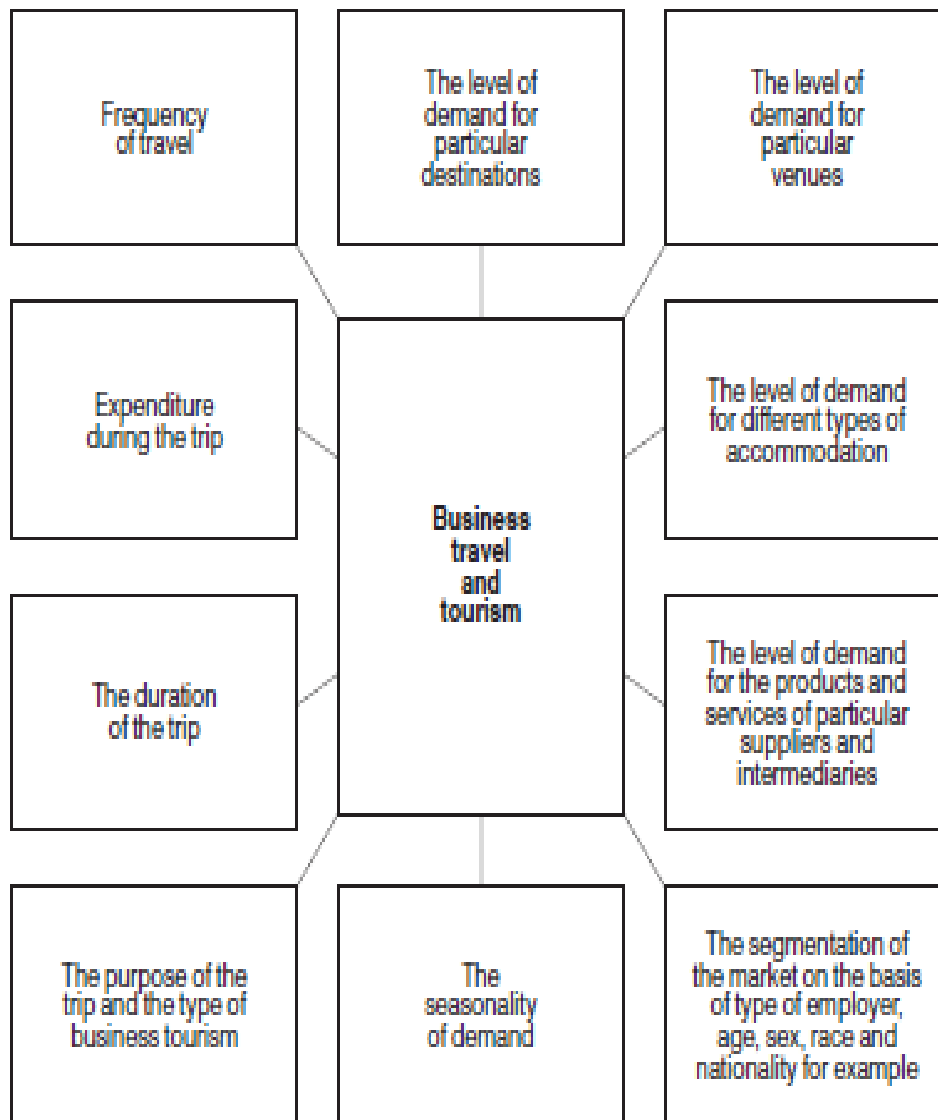 Frequency
of travel
The level of
demand for
particular
destinations
The level of
demand for
particular
venues
Expenditure
during the trip
Business
travel
and
tourism
The level of demand
for different types of
accommodation
The duration
of the trip
The level of demand
for the products and
services of particular
suppliers and
intermediaries
The purpose of the
trip and the type of
business tourism
The
seasonality
of demand
The segmentation of
the market on the basis
of type of employer,
age, sex, race and
nationality for example